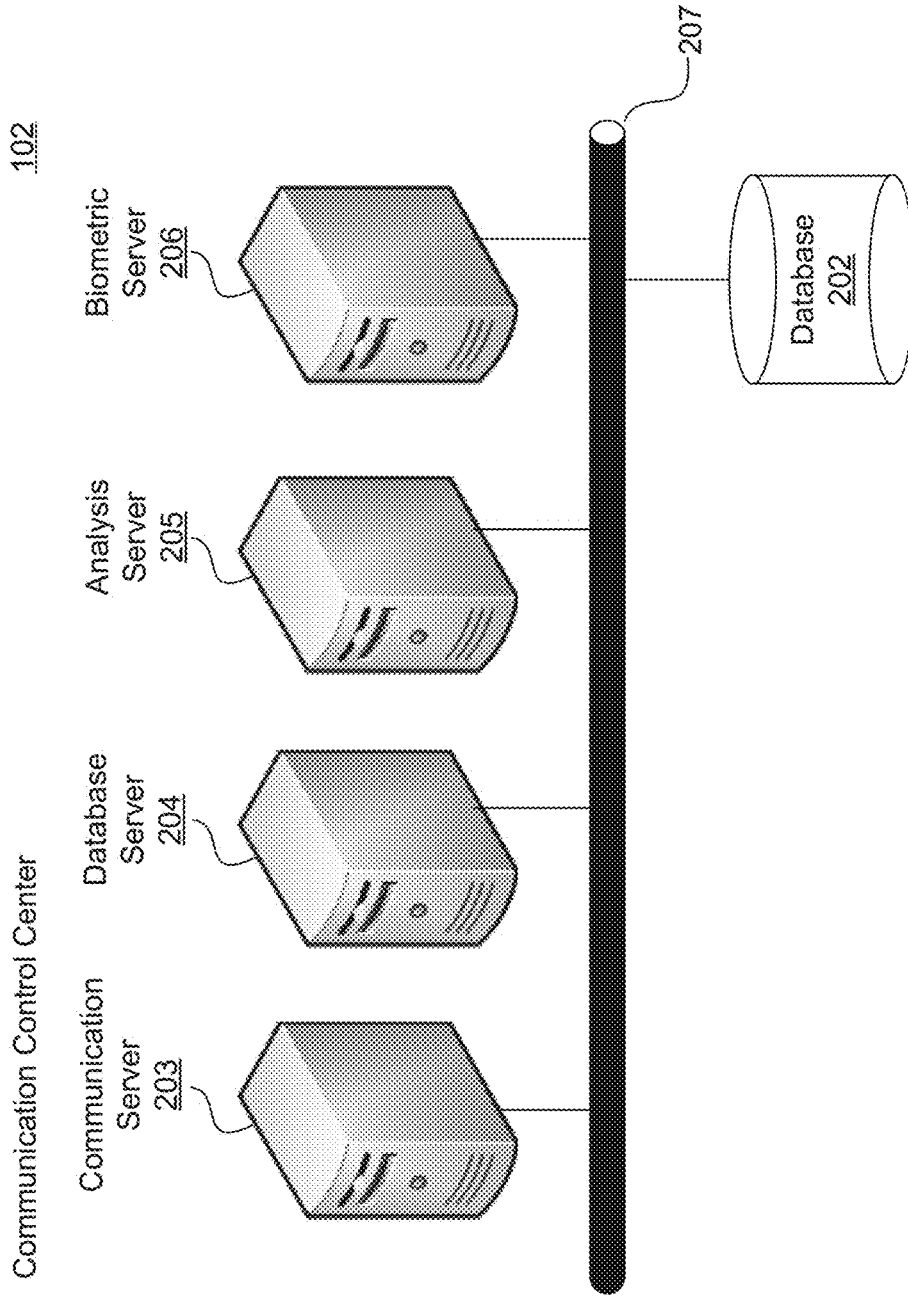 Communication Control Center
102
Communication
Server
203
Database
Server
204
Analysis
Server
205
Biometric
Server
206
207
Database
202